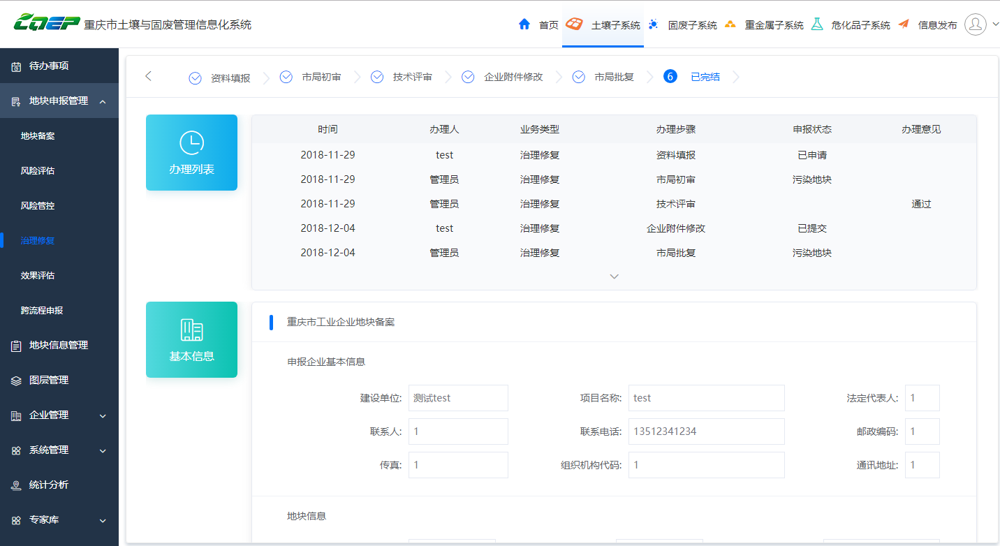 CQEP 重庆市土壤与固废管理信息化系统 首页 土壤子系统 固废子系统 重金属子系统 危化品子系统 信息发布
待办事项
地块申报管理
地块备案
风险评估
风险管控
治理修复
效果评估
跨流程申报
地块信息管理
图层管理
企业管理
系统管理
统计分析
专家库
资料填报 市局初审 技术评审 企业附件修改 市局批复 6 已完结
办理列表
时间 办理人 业务类型 办理步骤 申报状态 办理意见
2018-11-29 test 治理修复 资料填报 已申请
2018-11-29 管理员 治理修复 市局初审 污染地块
2018-11-29 管理员 治理修复 技术评审 通过
2018-12-04 test 治理修复 企业附件修改 已提交
2018-12-04 管理员 治理修复 市局批复 污染地块
基本信息
重庆市工业企业地块备案
申报企业基本信息
建设单位: 测试test 项目名称: test 法定代表人: 1
联系人: 1 联系电话: 13512341234 邮政编码: 1
传真: 1 组织机构代码: 1 通讯地址: 1
地块信息